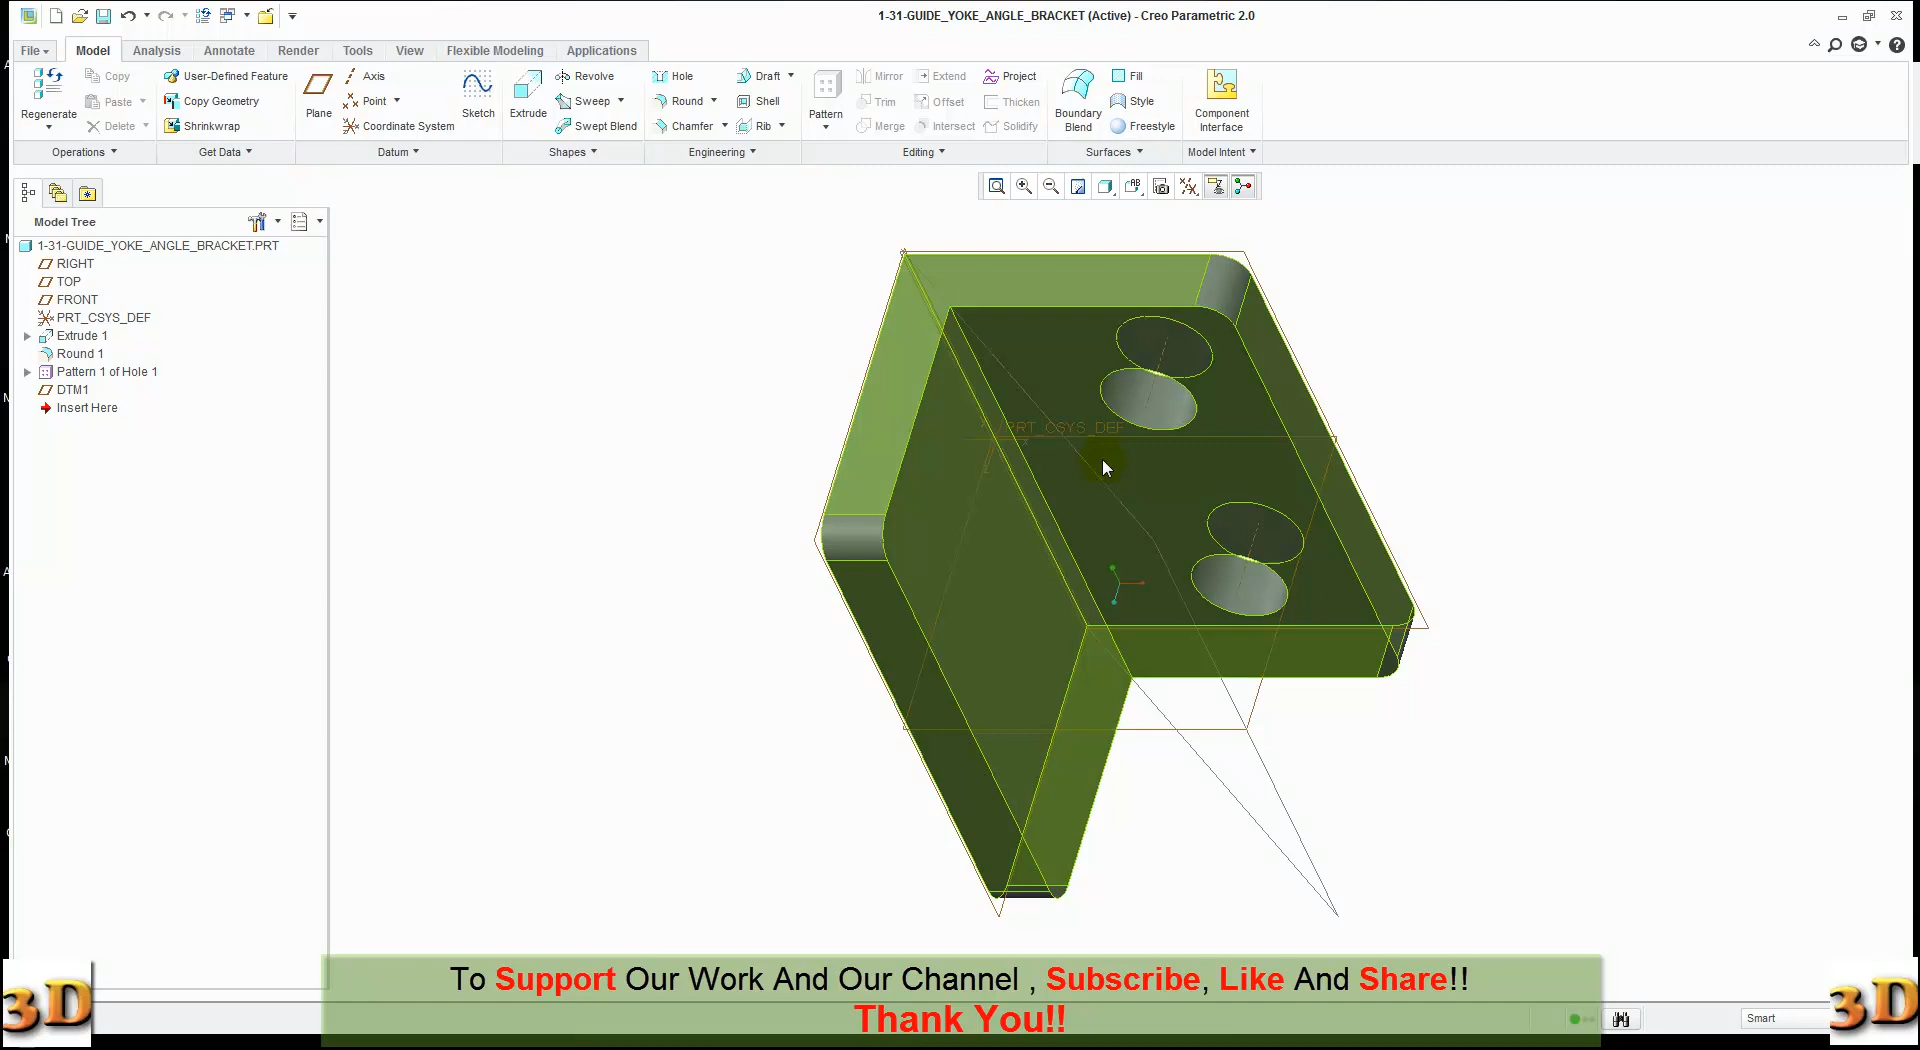 1-31-GUIDE_YOKE_ANGLE_BRACKET (Active) - Creo Parametric 2.0
File Model Analysis Annotate Render Tools View Flexible Modeling Applications
Regenerate
Copy
Paste
Delete
Operations
User-Defined Feature
Copy Geometry
Shrinkwrap
Get Data
Plane
Axis
Point
Coordinate System
Datum
Sketch
Extrude
Revolve
Sweep
Swept Blend
Shapes
Hole
Round
Chamfer
Draft
Shell
Rib
Engineering
Pattern
Mirror
Trim
Merge
Extend
Offset
Intersect
Project
Thicken
Solidify
Editing
Boundary
Blend
Fill
Style
Freestyle
Surfaces
Component
Interface
Model Intent
Model Tree
1-31-GUIDE_YOKE_ANGLE_BRACKET.PRT
RIGHT
TOP
FRONT
PRT_CSYS_DEF
Extrude 1
Round 1
Pattern 1 of Hole 1
DTM1
Insert Here
PRT_CSYS_DEF
To Support Our Work And Our Channel , Subscribe, Like And Share!!
Thank You!!
3D
3D
Smart